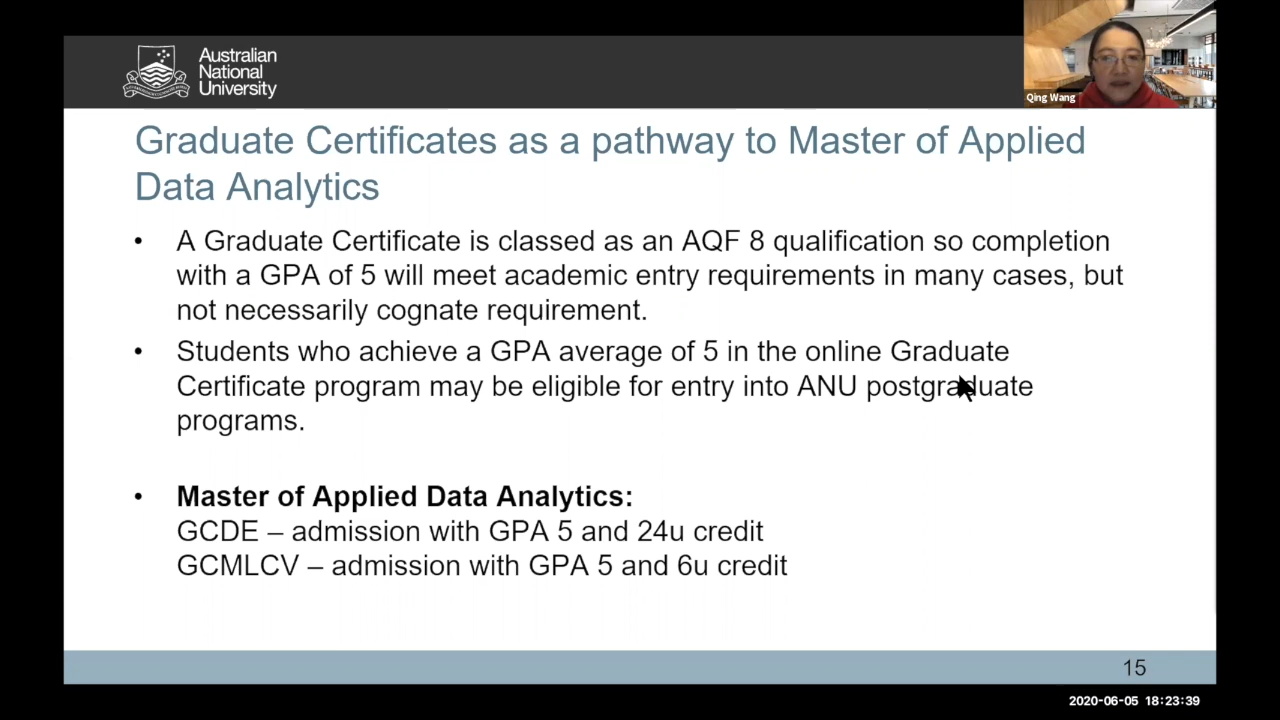 Australian
National
University
Qing Wang
Graduate Certificates as a pathway to Master of Applied
Data Analytics
• A Graduate Certificate is classed as an AQF 8 qualification so completion
with a GPA of 5 will meet academic entry requirements in many cases, but
not necessarily cognate requirement.
• Students who achieve a GPA average of 5 in the online Graduate
Certificate program may be eligible for entry into ANU postgraduate
programs.
• Master of Applied Data Analytics:
GCDE – admission with GPA 5 and 24u credit
GCMLCV – admission with GPA 5 and 6u credit
15
2020-06-05 18:23:39